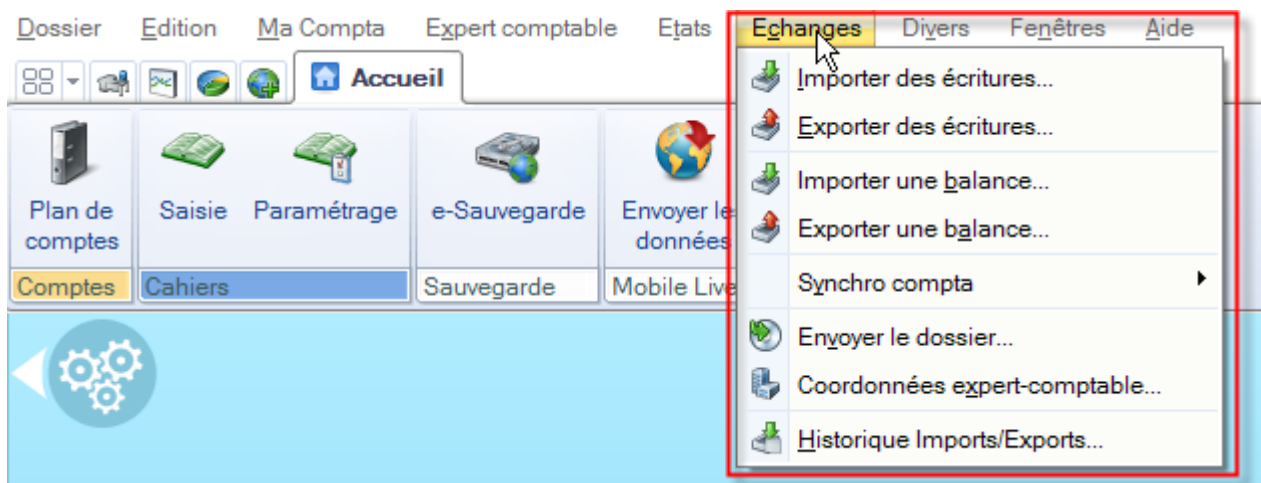 Dossier Edition Ma Compta Expert comptable Etats Echanges Divers Fenêtres Aide
Accueil
Importer des écritures...
Exporter des écritures...
Importer une balance...
Exporter une balance...
Synchro compta
Envoyer le dossier...
Coordonnées expert-comptable...
Historique Imports/Exports...
Plan de comptes
Saisie
Paramétrage
e-Sauvegarde
Envoyer le
données
Comptes
Cahiers
Sauvegarde
Mobile Live